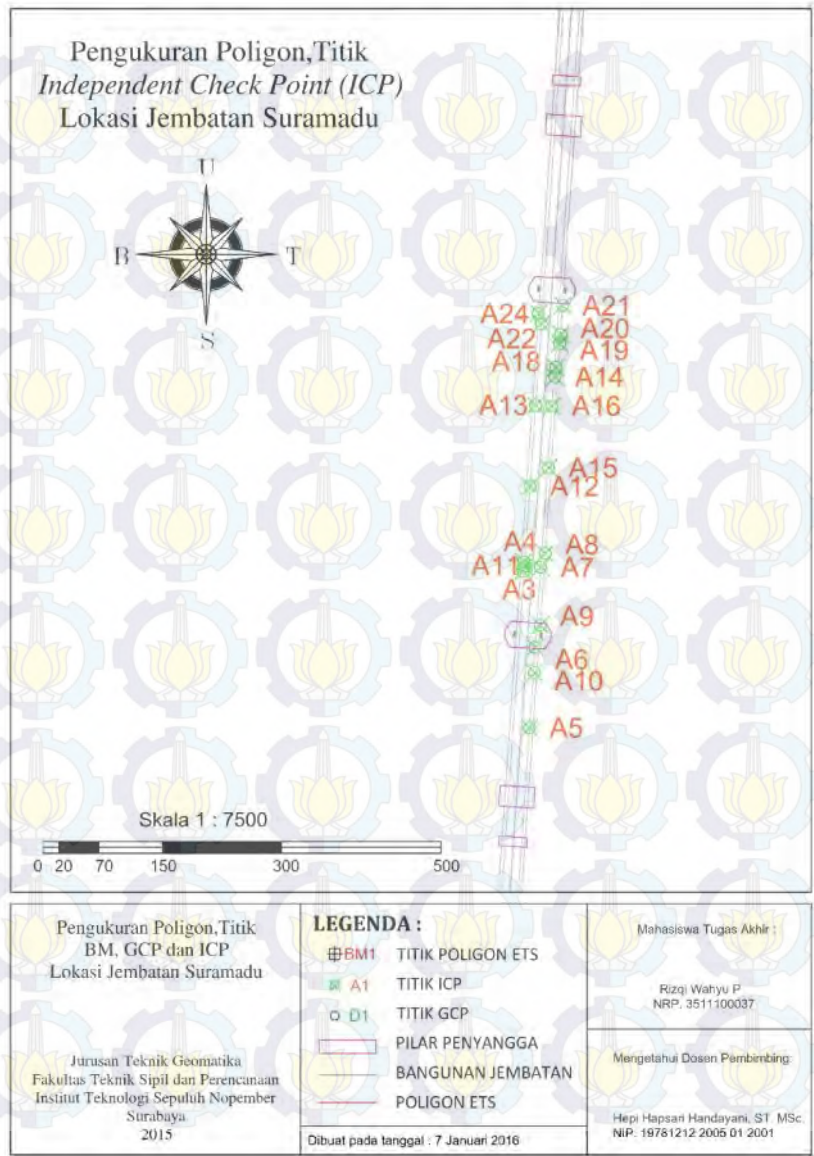 Pengukuran Poligon,Titik
Independent Check Point (ICP)
Lokasi Jembatan Suramadu
U
B
T
S
A24
A21
A22
A20
A19
A18
A14
A13
A16
A15
A12
A4
A8
A11
A7
A3
A9
A6
A10
A5
Skala 1 : 7500
0 20 70 150 300 500
Pengukuran Poligon,Titik
BM, GCP dan ICP
Lokasi Jembatan Suramadu
Jurusan Teknik Geomatika
Fakultas Teknik Sipil dan Perencanaan
Institut Teknologi Sepuluh Nopember
Surabaya
2015
LEGENDA :
BM1 TITIK POLIGON ETS
A1 TITIK ICP
D1 TITIK GCP
PILAR PENYANGGA
BANGUNAN JEMBATAN
POLIGON ETS
Dibuat pada tanggal : 7 Januari 2016
Mahasiswa Tugas Akhir :
Rizqi Wahyu P
NRP. 3511100037
Mengetahui Dosen Pembimbing:
Hepi Hapsari Handayani, ST. MSc.
NIP. 19781212 2005 01 2001